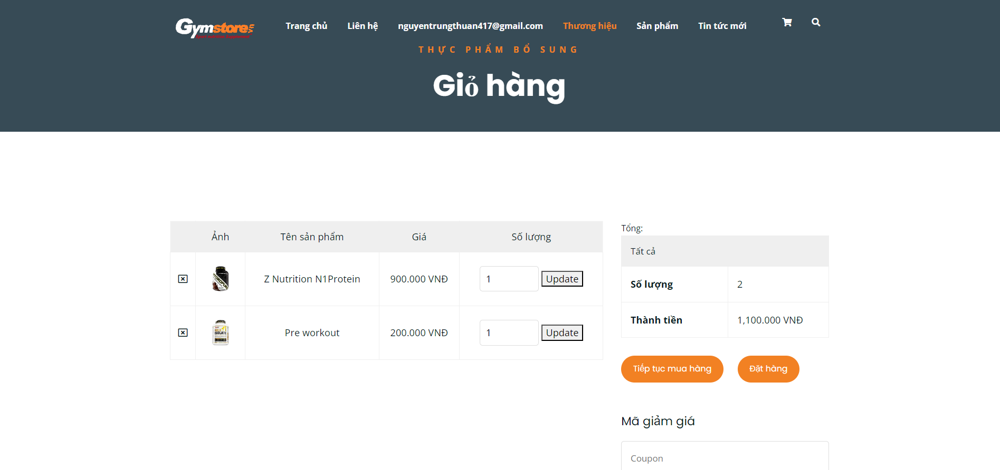 Gymstore
Trang chủ Liên hệ nguyentrungthuan417@gmail.com Thương hiệu Sản phẩm Tin tức mới
THỰC PHẨM BỔ SUNG
Giỏ hàng
Ảnh Tên sản phẩm Giá Số lượng
Z Nutrition N1Protein 900.000 VNĐ 1 Update
Pre workout 200.000 VNĐ 1 Update
GOLD
ISOLATE
Tổng:
Tất cả
Số lượng 2
Thành tiền 1,100.000 VNĐ
Tiếp tục mua hàng Đặt hàng
Mã giảm giá
Coupon